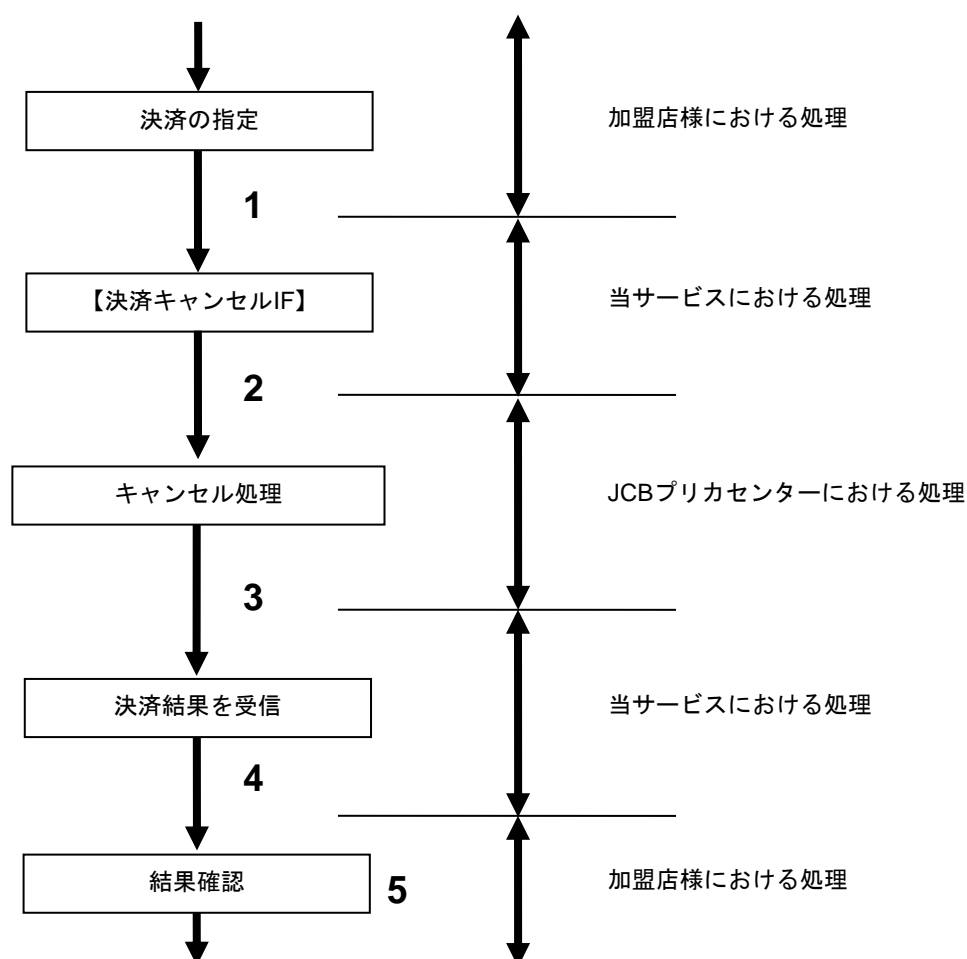 決済の指定
加盟店様における処理
1
【決済キャンセルIF】
当サービスにおける処理
2
キャンセル処理
JCBプリカセンターにおける処理
3
決済結果を受信
当サービスにおける処理
4
結果確認
5
加盟店様における処理